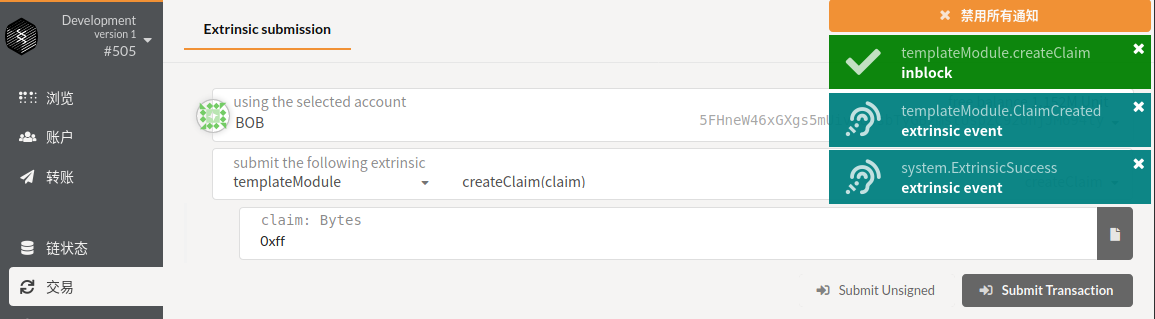 Development
version 1
#505
浏览
账户
转账
链状态
交易
Extrinsic submission
using the selected account
BOB
5FHneW46xGXgs5m
submit the following extrinsic
templateModule
createClaim(claim)
claim: Bytes
0xff
Submit Unsigned
Submit Transaction
禁用所有通知
templateModule.createClaim
inblock
templateModule.ClaimCreated
extrinsic event
system.ExtrinsicSuccess
extrinsic event